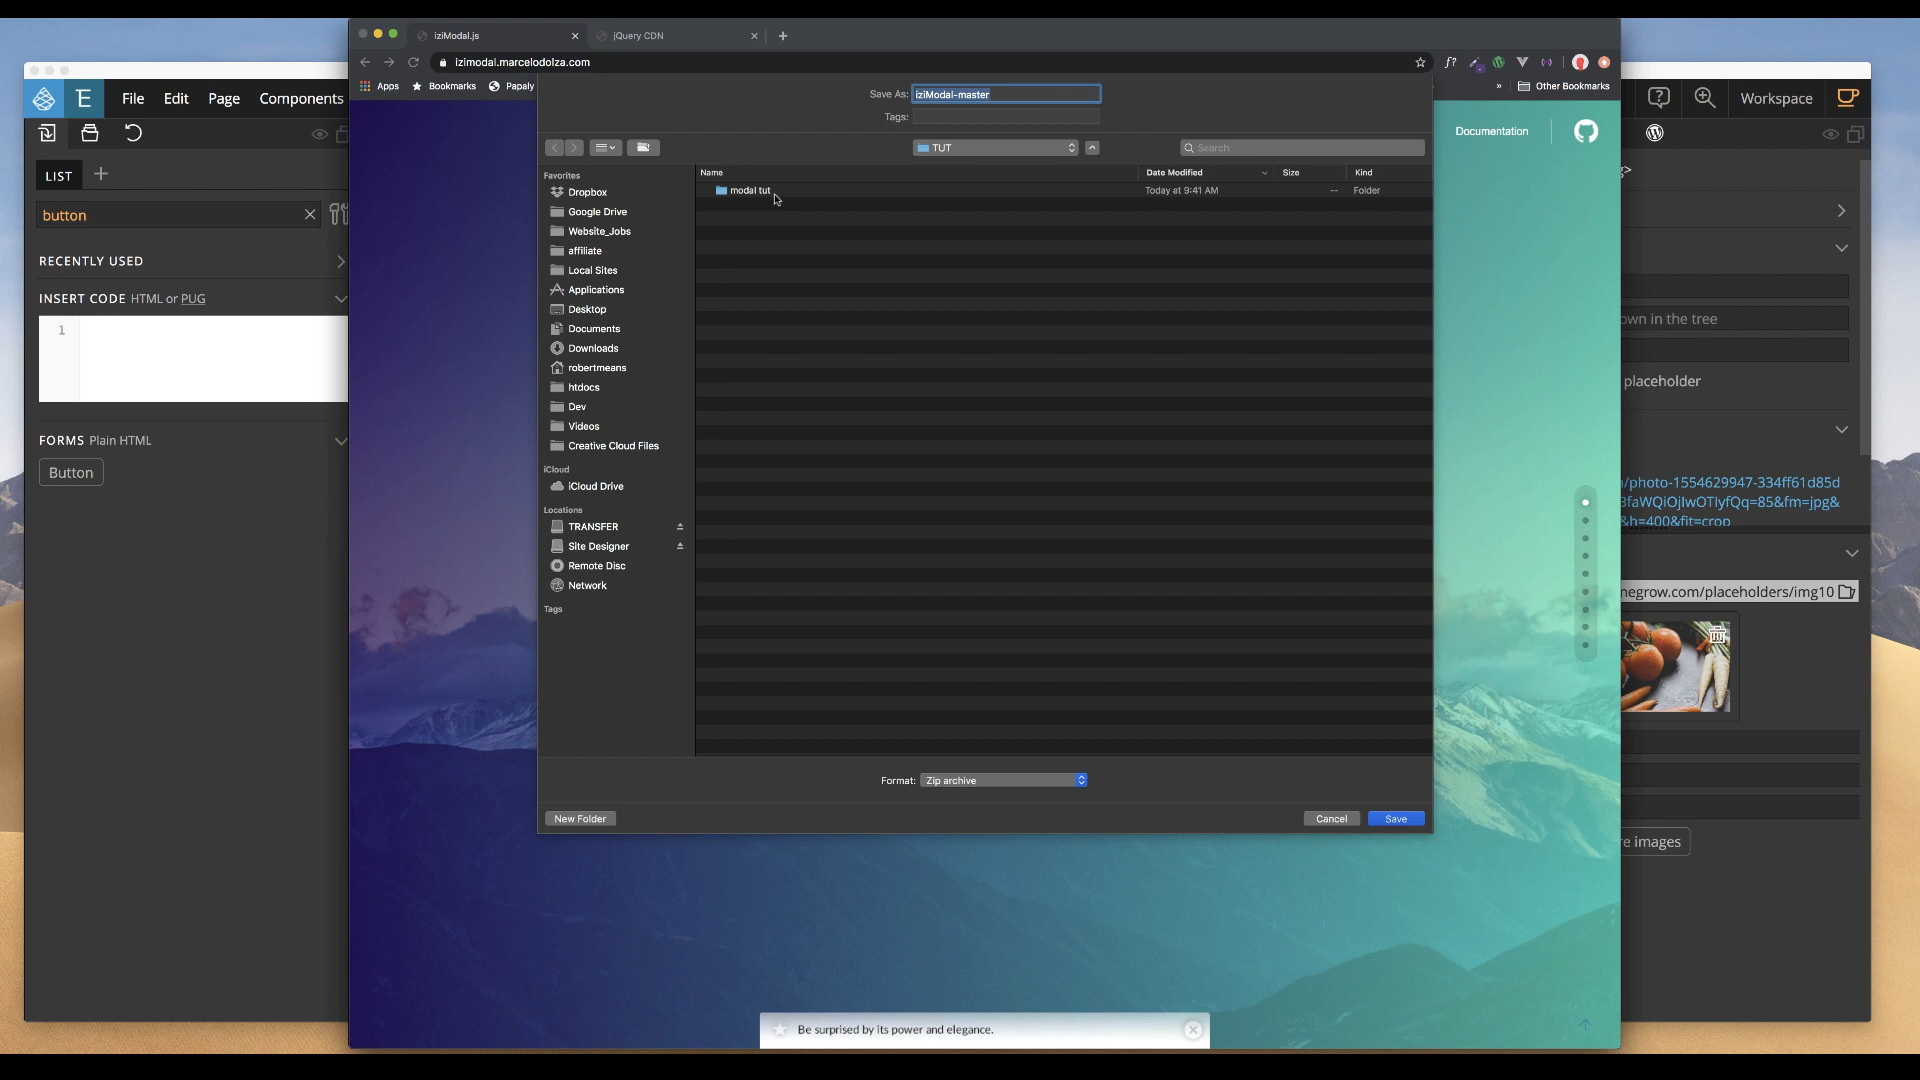 iziModal.js
jQuery CDN
izimodal.marcelodolza.com
Apps
Bookmarks
Papaly
»
Other Bookmarks
File
Edit
Page
Components
Workspace
LIST
button
RECENTLY USED
INSERT CODE HTML or PUG
1
FORMS Plain HTML
Button
Save As:
iziModal-master
Tags:
TUT
Search
Favorites
Dropbox
Google Drive
Website_Jobs
affiliate
Local Sites
Applications
Desktop
Documents
Downloads
robertmeans
htdocs
Dev
Videos
Creative Cloud Files
iCloud
iCloud Drive
Locations
TRANSFER
Site Designer
Remote Disc
Network
Tags
Name
Date Modified
Size
Kind
modal tut
Today at 9:41 AM
--
Folder
Format:
Zip archive
New Folder
Cancel
Save
Documentation
own in the tree
placeholder
/photo-1554629947-334ff61d85d
h=400&fit=crop
negrow.com/placeholders/img10
e images
Be surprised by its power and elegance.